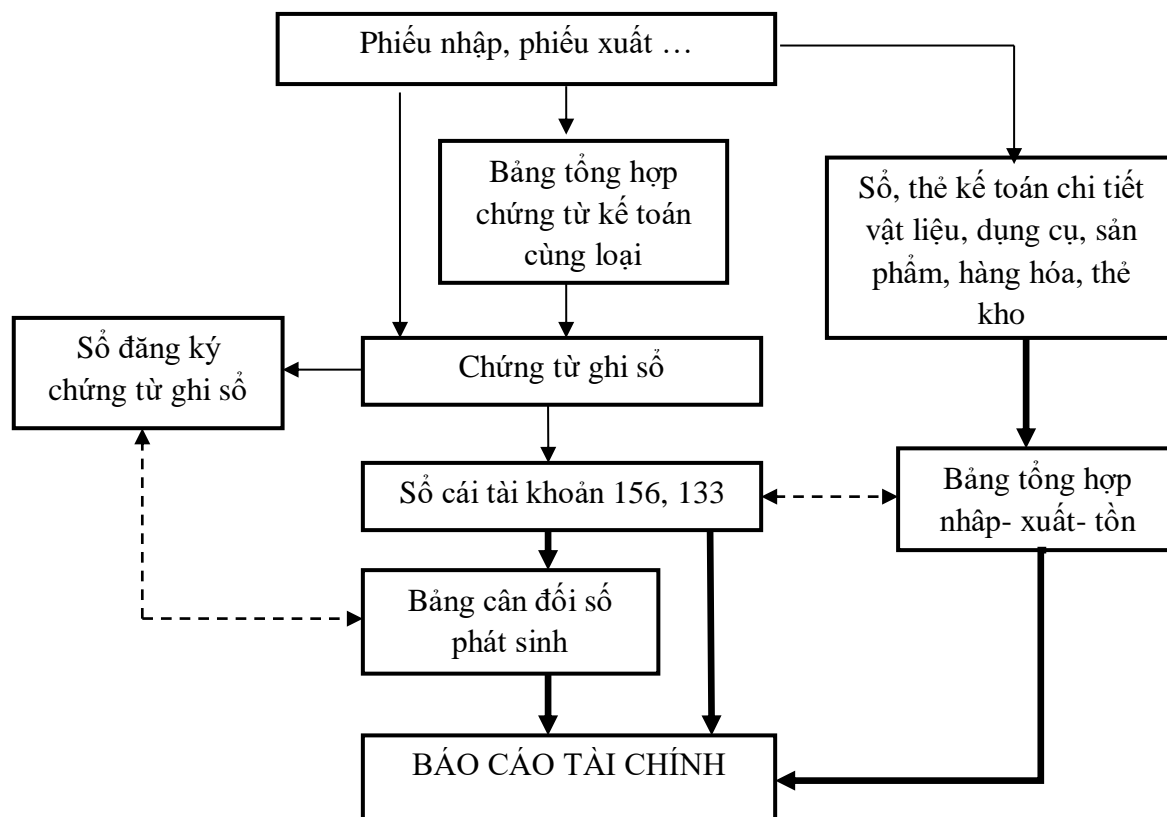 Phiếu nhập, phiếu xuất …
Bảng tổng hợp
chứng từ kế toán
cùng loại
Sổ, thẻ kế toán chi tiết
vật liệu, dụng cụ, sản
phẩm, hàng hóa, thẻ
kho
Sổ đăng ký
chứng từ ghi sổ
Chứng từ ghi sổ
Sổ cái tài khoản 156, 133
Bảng tổng hợp
nhâp- xuất- tồn
Bảng cân đối số
phát sinh
BÁO CÁO TÀI CHÍNH